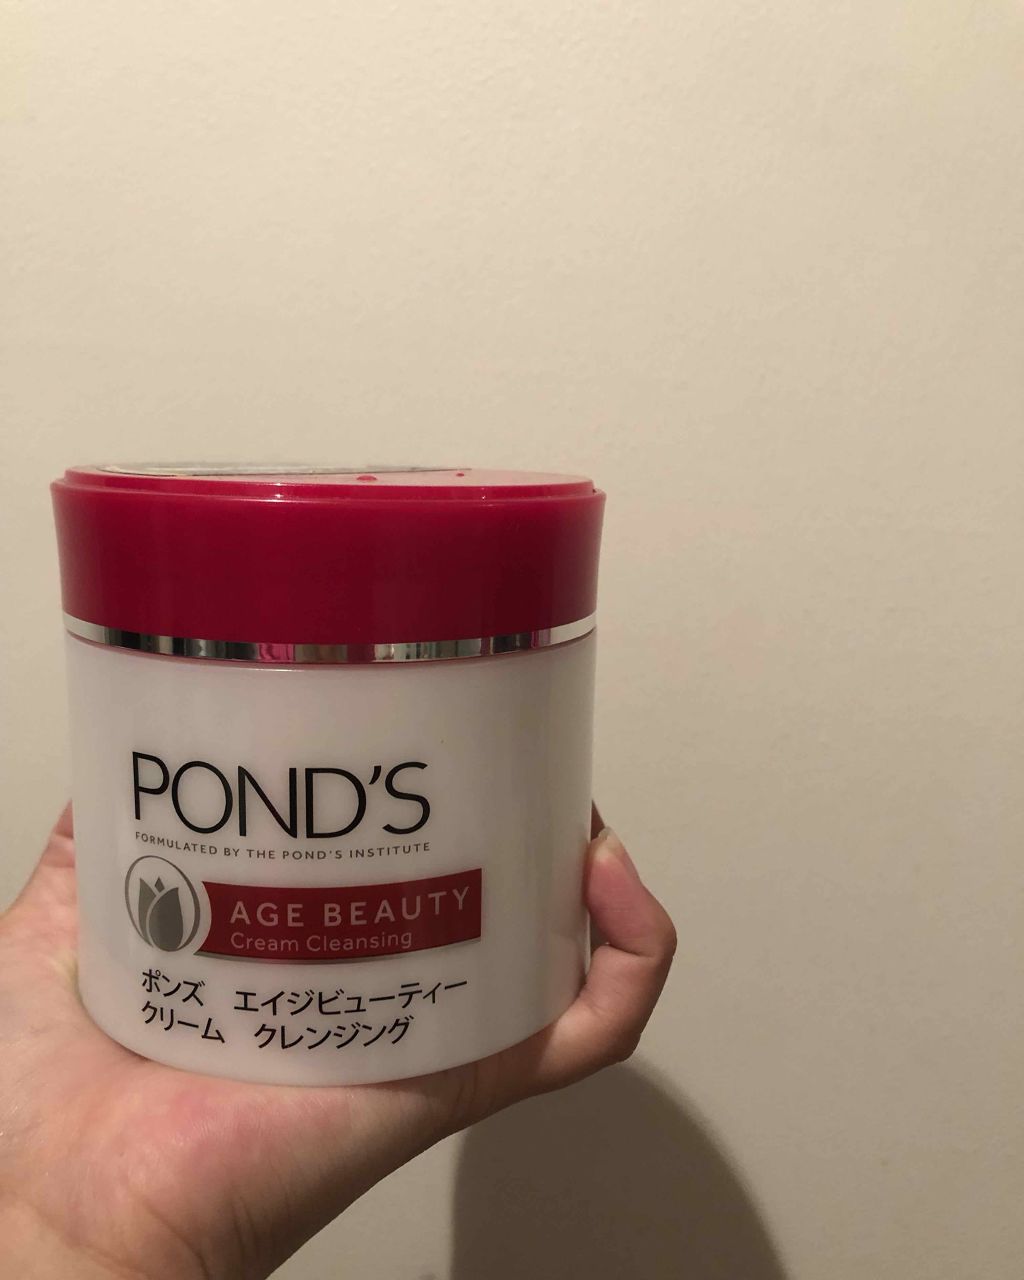 POND'S
FORMULATED BY THE POND'S INSTITUTE
AGE BEAUTY
Cream Cleansing
ポンズ エイジビューティー
クリーム クレンジング